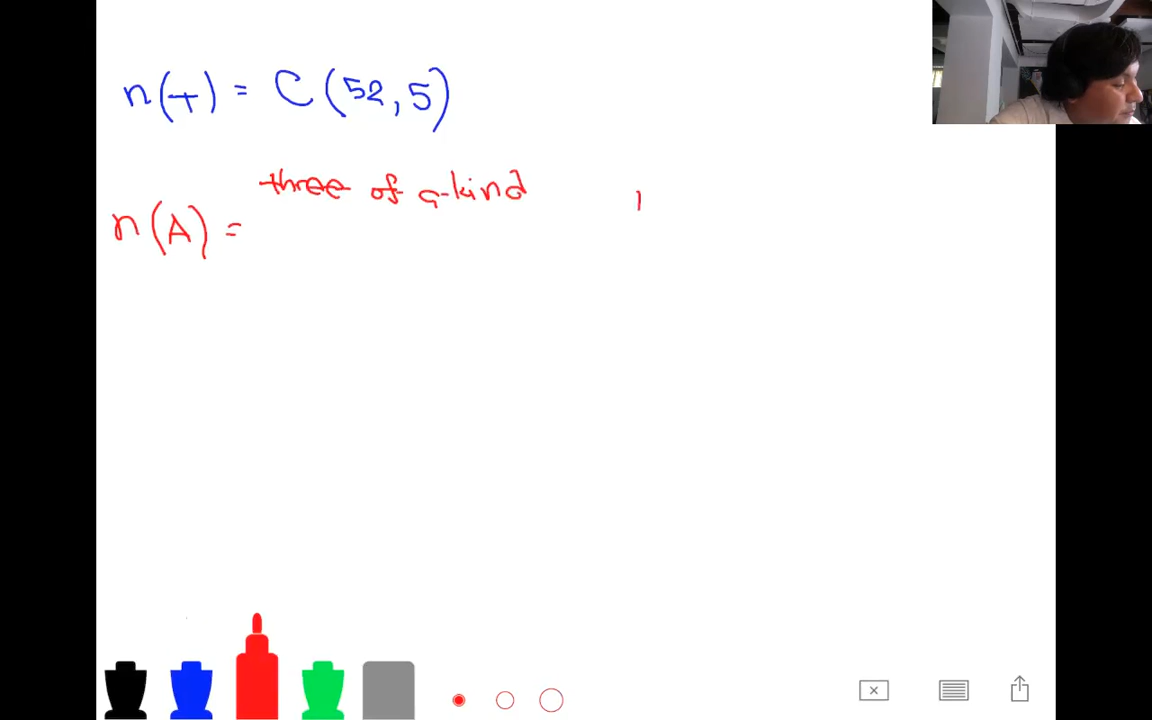 n(T) = C(52,5)
three of a-kind
n(A) =